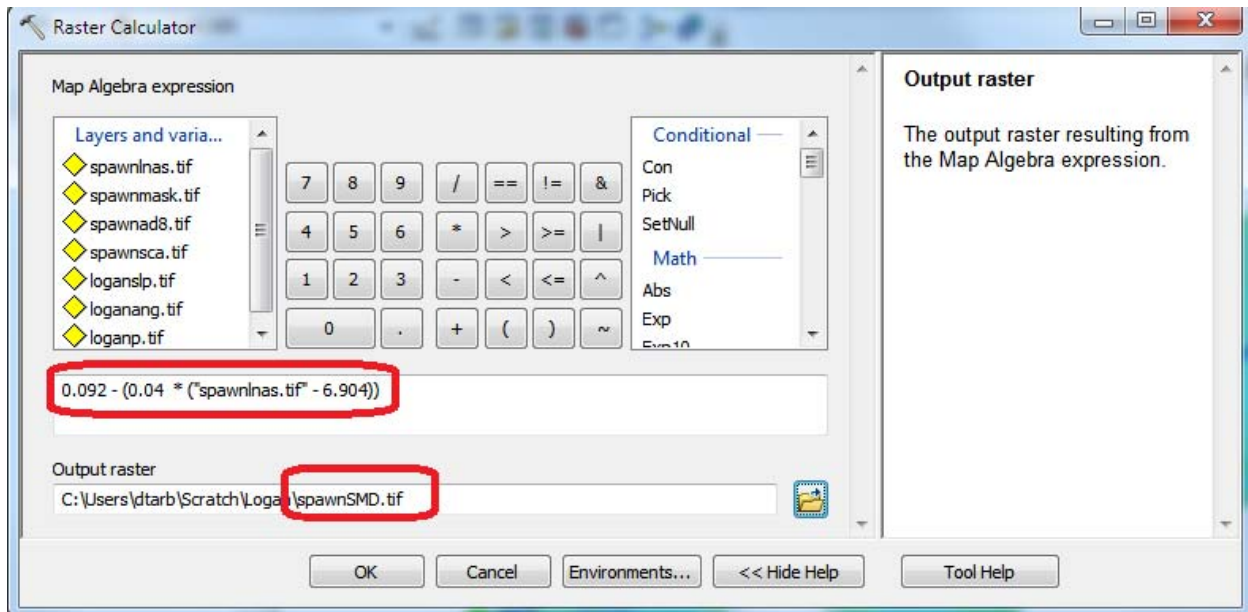 Raster Calculator
Map Algebra expression
Layers and varia...
spawnlnas.tif
spawnmask.tif
spawnad8.tif
spawnsca.tif
loganslp.tif
loganang.tif
loganp.tif
7 8 9 / == != &
4 5 6 * > >= |
1 2 3 - < <= ^
0 . + ( ) ~
Conditional
Con
Pick
SetNull
Math
Abs
Exp
Exp10
0.092 - (0.04 * ("spawnlnas.tif" - 6.904))
Output raster
C:\Users\dtarb\Scratch\Logan\spawnSMD.tif
OK Cancel Environments... << Hide Help Tool Help
Output raster
The output raster resulting from
the Map Algebra expression.